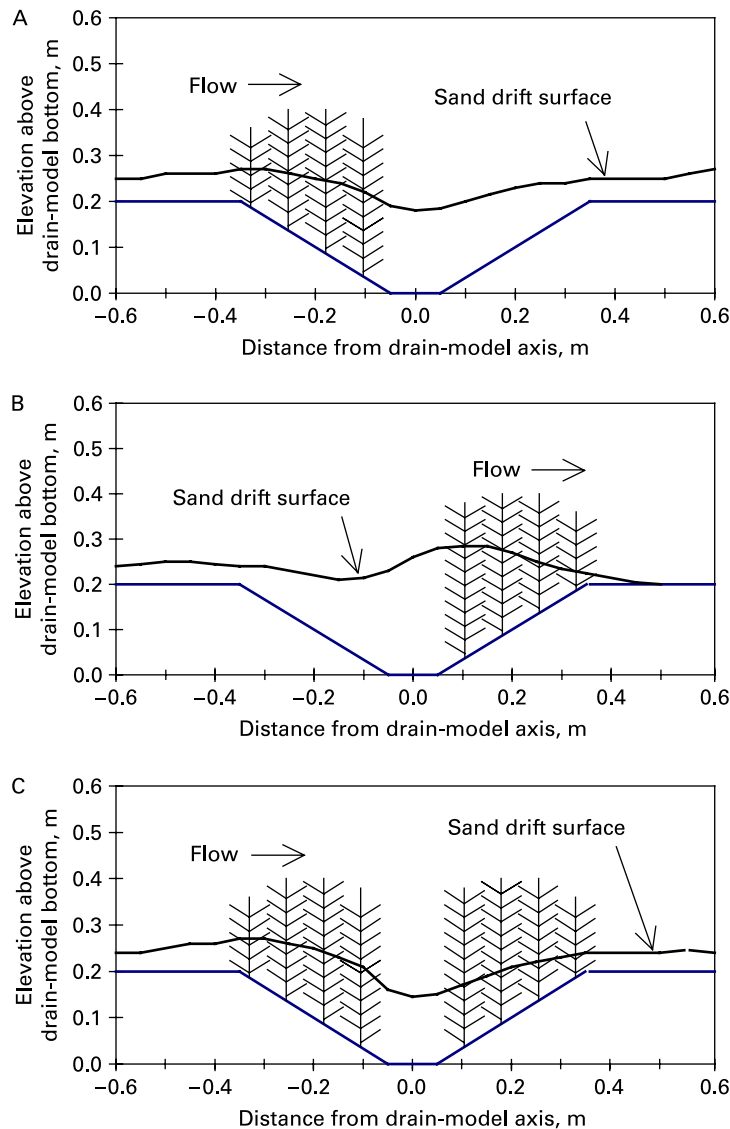 A
0.6
0.5
0.4
0.3
0.2
0.1
0.0
Elevation above
drain-model bottom, m
Flow
Sand drift surface
−0.6 −0.4 −0.2 0.0 0.2 0.4 0.6
Distance from drain-model axis, m
B
0.6
0.5
0.4
0.3
0.2
0.1
0.0
Elevation above
drain-model bottom, m
Flow
Sand drift surface
−0.6 −0.4 −0.2 0.0 0.2 0.4 0.6
Distance from drain-model axis, m
C
0.6
0.5
0.4
0.3
0.2
0.1
0.0
Elevation above
drain-model bottom, m
Sand drift surface
Flow
−0.6 −0.4 −0.2 0.0 0.2 0.4 0.6
Distance from drain-model axis, m